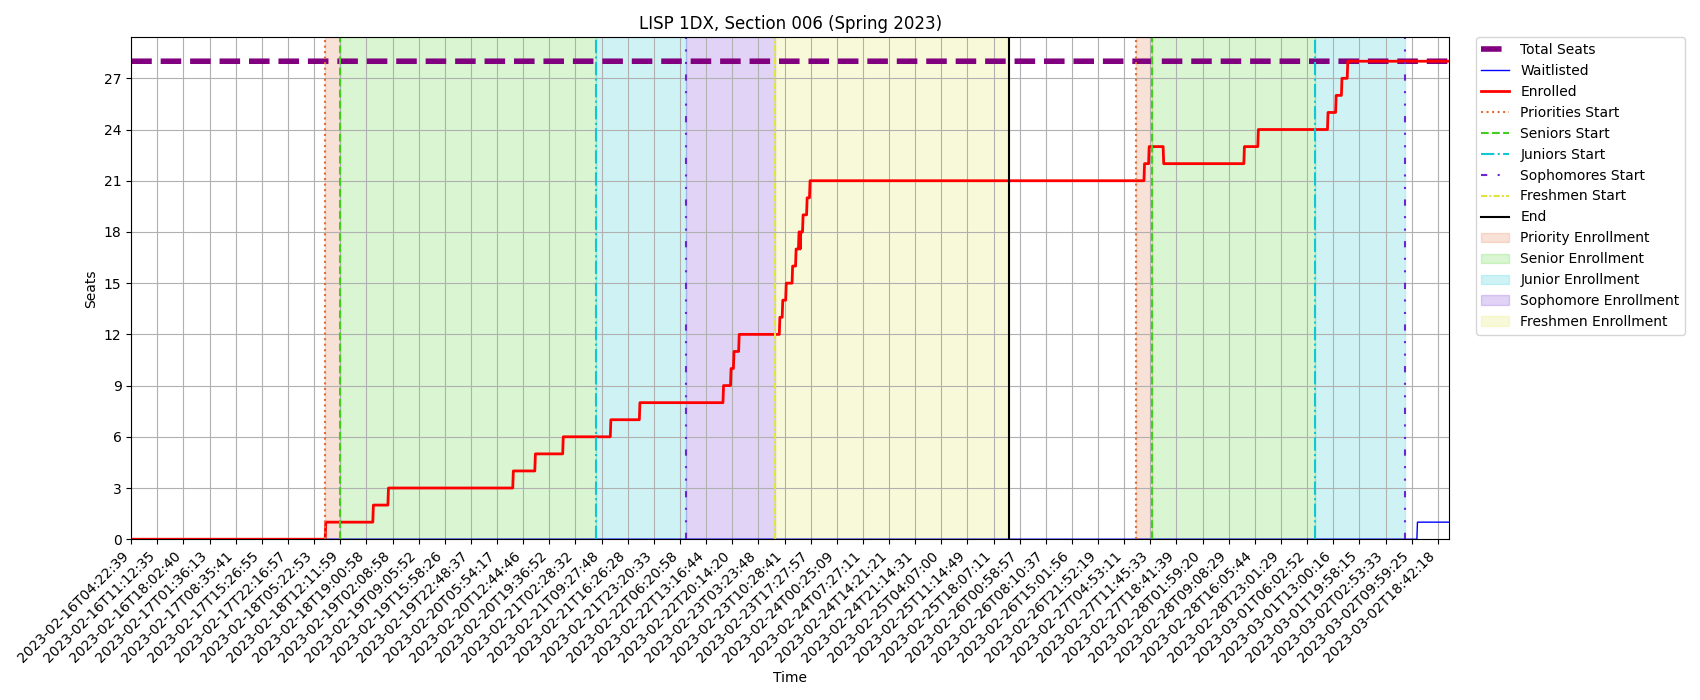 LISP 1DX, Section 006 (Spring 2023)
Seats
27
24
21
18
15
12
9
6
3
0
2023-02-16T04:22:39
2023-02-16T11:12:35
2023-02-16T18:02:40
2023-02-17T01:36:13
2023-02-17T08:35:41
2023-02-17T15:26:55
2023-02-17T22:16:57
2023-02-18T05:22:53
2023-02-18T12:11:59
2023-02-18T19:00:58
2023-02-19T02:08:58
2023-02-19T09:05:52
2023-02-19T15:58:26
2023-02-19T22:48:37
2023-02-20T05:54:17
2023-02-20T12:44:46
2023-02-20T19:36:52
2023-02-21T02:28:32
2023-02-21T09:27:48
2023-02-21T16:26:28
2023-02-21T23:20:33
2023-02-22T06:20:58
2023-02-22T13:16:44
2023-02-22T20:14:20
2023-02-23T03:23:48
2023-02-23T10:28:41
2023-02-23T17:27:57
2023-02-24T00:25:09
2023-02-24T07:27:11
2023-02-24T14:21:21
2023-02-24T21:14:31
2023-02-25T04:07:00
2023-02-25T11:14:49
2023-02-25T18:07:11
2023-02-26T00:58:57
2023-02-26T08:10:37
2023-02-26T15:01:56
2023-02-26T21:52:19
2023-02-27T04:53:11
2023-02-27T11:45:33
2023-02-27T18:41:39
2023-02-28T01:59:20
2023-02-28T09:08:29
2023-02-28T16:05:44
2023-02-28T23:01:29
2023-03-01T06:02:52
2023-03-01T13:00:16
2023-03-01T19:58:15
2023-03-02T02:53:33
2023-03-02T09:59:25
2023-03-02T18:42:18
Time
Total Seats
Waitlisted
Enrolled
Priorities Start
Seniors Start
Juniors Start
Sophomores Start
Freshmen Start
End
Priority Enrollment
Senior Enrollment
Junior Enrollment
Sophomore Enrollment
Freshmen Enrollment